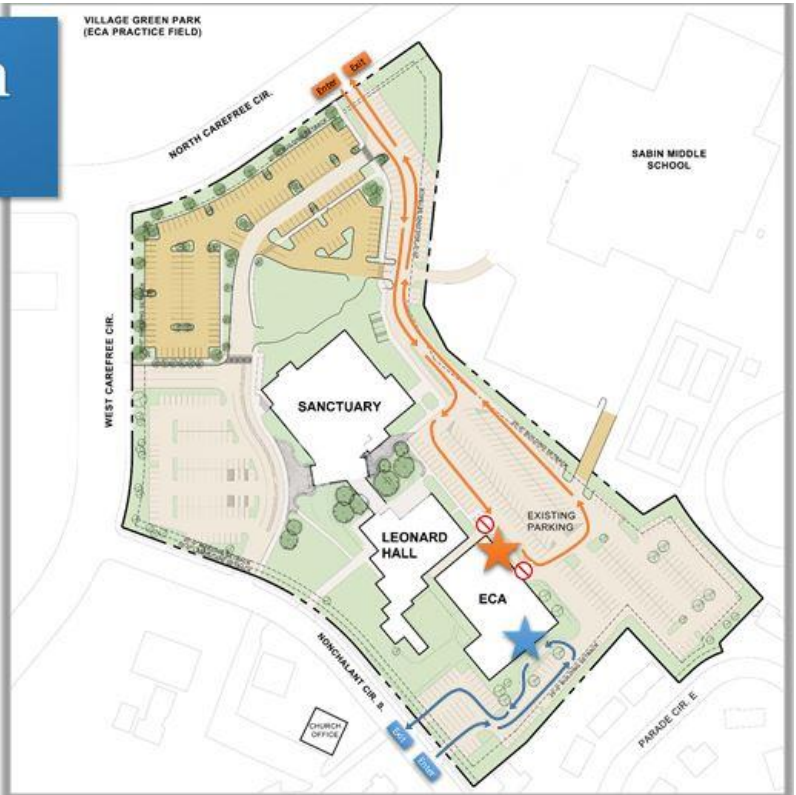 VILLAGE GREEN PARK
(ECA PRACTICE FIELD)
Enter
Exit
NORTH CAREFREE CIR.
SABIN MIDDLE
SCHOOL
WEST CAREFREE CIR.
SANCTUARY
EXISTING
PARKING
LEONARD
HALL
ECA
NONCHALANT CIR. S.
CHURCH
OFFICE
Exit
Enter
PARADE CIR. E